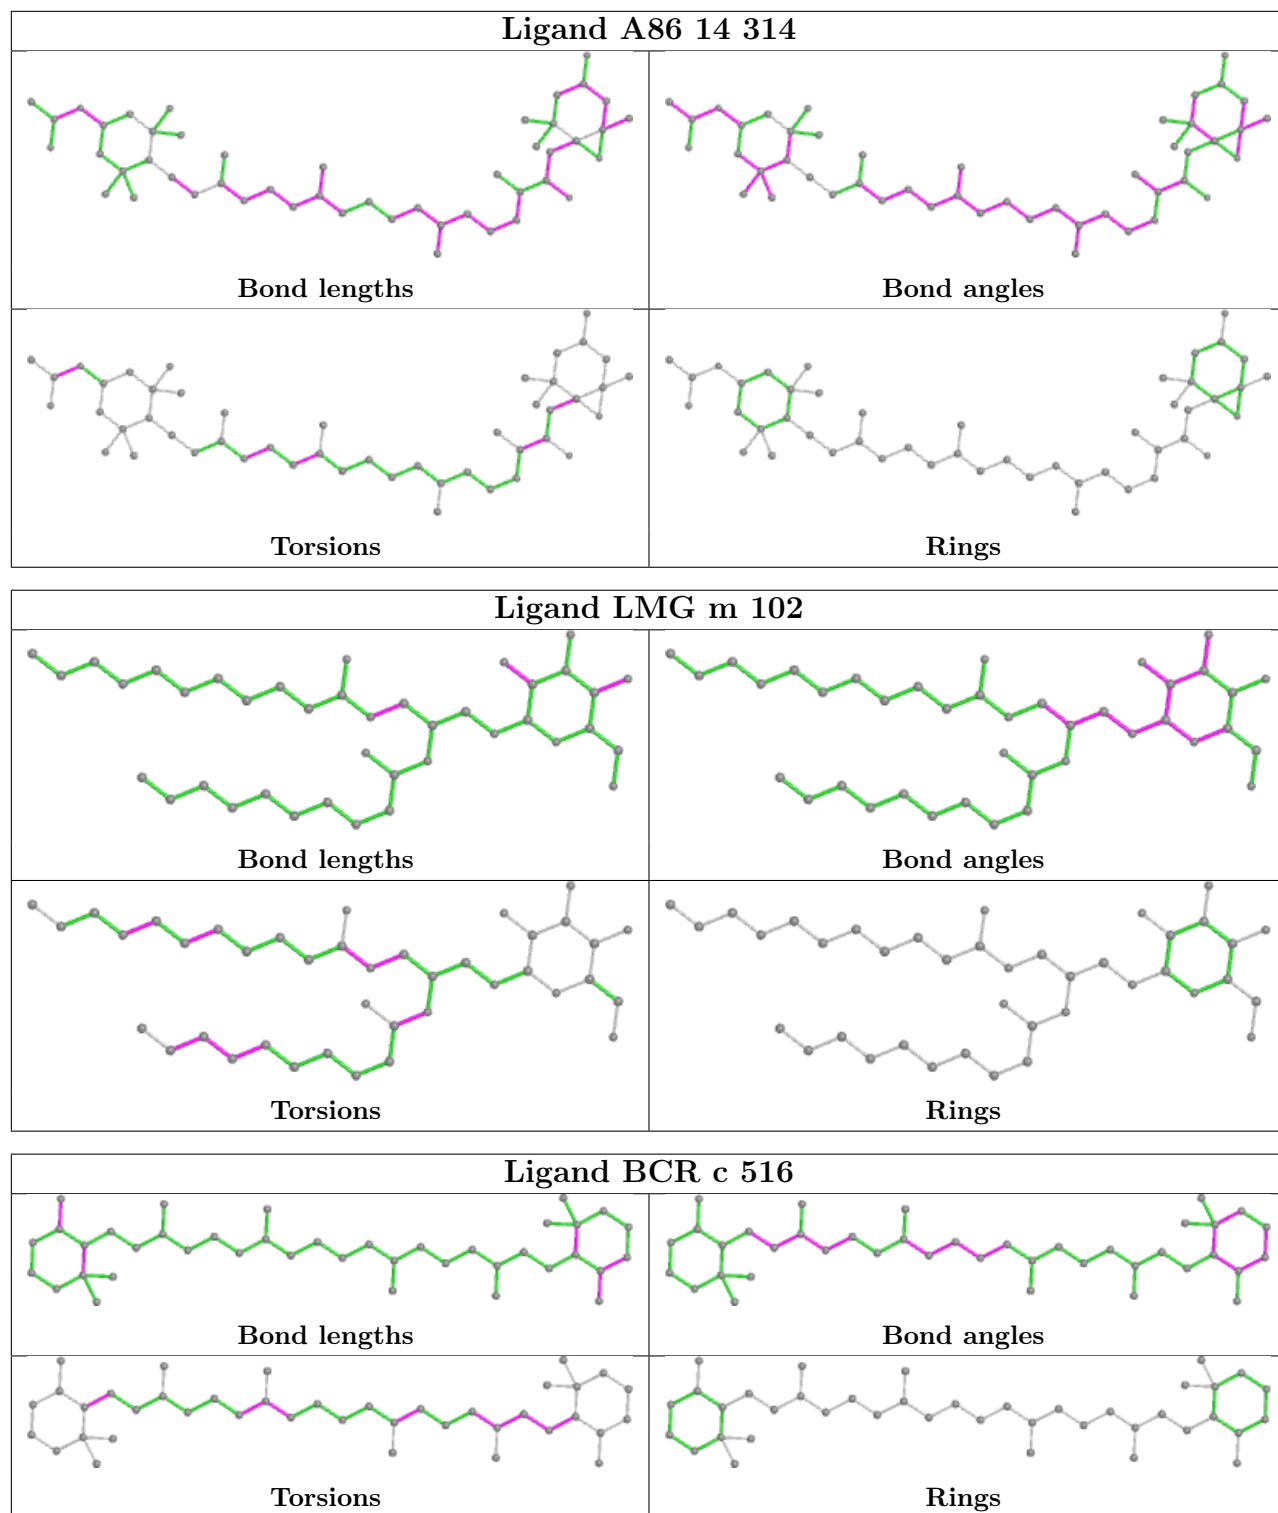 Ligand A86 14 314
Bond lengths
Bond angles
Torsions
Rings
Ligand LMG m 102
Bond lengths
Bond angles
Torsions
Rings
Ligand BCR c 516
Bond lengths
Bond angles
Torsions
Rings